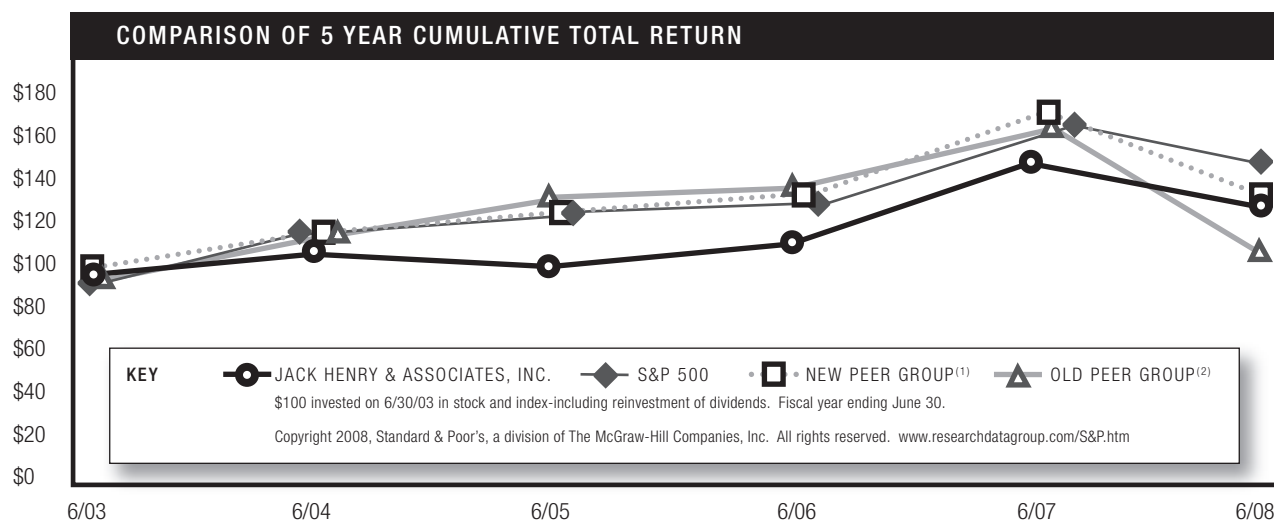 COMPARISON OF 5 YEAR CUMULATIVE TOTAL RETURN
$180
$160
$140
$120
$100
$80
$60
$40
$20
$0
KEY JACK HENRY & ASSOCIATES, INC. S&P 500 NEW PEER GROUP(1) OLD PEER GROUP(2)
$100 invested on 6/30/03 in stock and index-including reinvestment of dividends. Fiscal year ending June 30.
Copyright 2008, Standard & Poor's, a division of The McGraw-Hill Companies, Inc. All rights reserved. www.researchdatagroup.com/S&P.htm
6/03 6/04 6/05 6/06 6/07 6/08